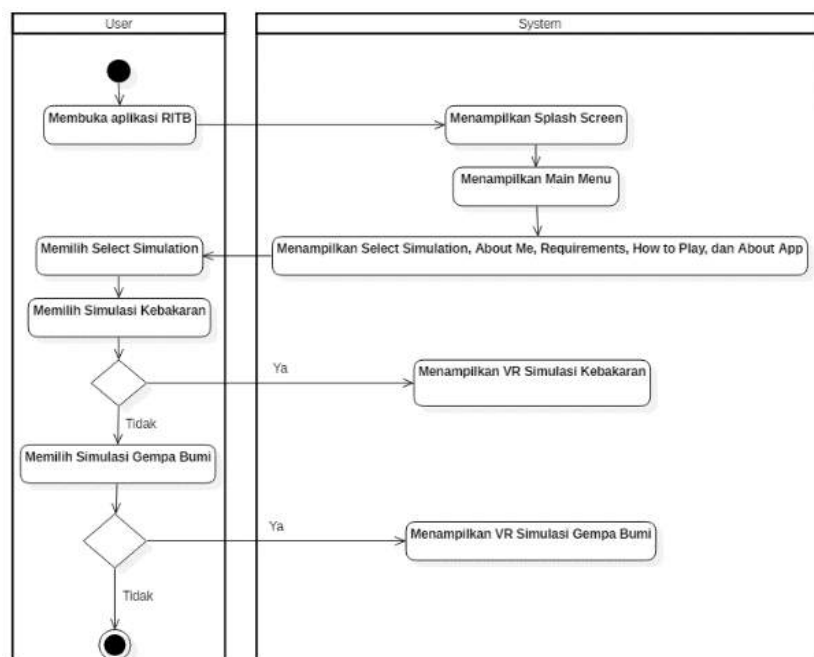 User
System
Membuka aplikasi RITB
Menampilkan Splash Screen
Menampilkan Main Menu
Memilih Select Simulation
Menampilkan Select Simulation, About Me, Requirements, How to Play, dan About App
Memilih Simulasi Kebakaran
Ya
Menampilkan VR Simulasi Kebakaran
Tidak
Memilih Simulasi Gempa Bumi
Ya
Menampilkan VR Simulasi Gempa Bumi
Tidak